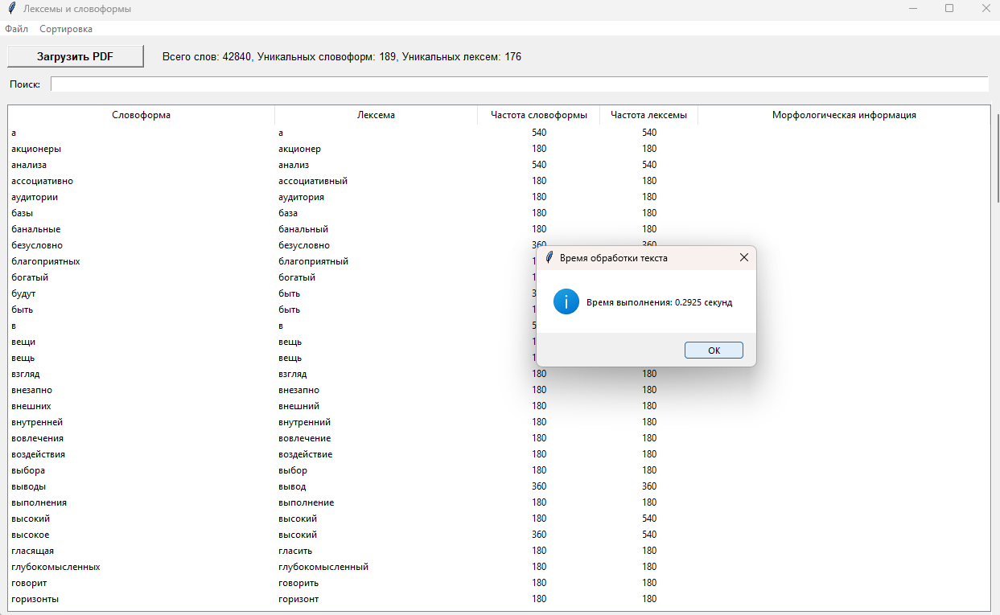 Лексемы и словоформы
Файл Сортировка
Загрузить PDF Всего слов: 42840, Уникальных словоформ: 189, Уникальных лексем: 176
Поиск:
Словоформа Лексема Частота словоформы Частота лексемы Морфологическая информация
а а 540 540
акционеры акционер 180 180
анализа анализ 540 540
ассоциативно ассоциативный 180 180
аудитории аудитория 180 180
базы база 180 180
банальные банальный 180 180
безусловно безусловно 360 360
благоприятных благоприятный
богатый богатый
будут быть
быть быть
в в
вещи вещь
вещь вещь
Время обработки текста
Время выполнения: 0.2925 секунд
OK
взгляд взгляд 180 180
внезапно внезапно 180 180
внешних внешний 180 180
внутренней внутренний 180 180
вовлечения вовлечение 180 180
воздействия воздействие 180 180
выбора выбор 180 180
выводы вывод 360 360
выполнения выполнение 180 180
высокий высокий 180 540
высокое высокий 360 540
гласящая гласить 180 180
глубокомысленных глубокомысленный 180 180
говорит говорить 180 180
горизонты горизонт 180 180